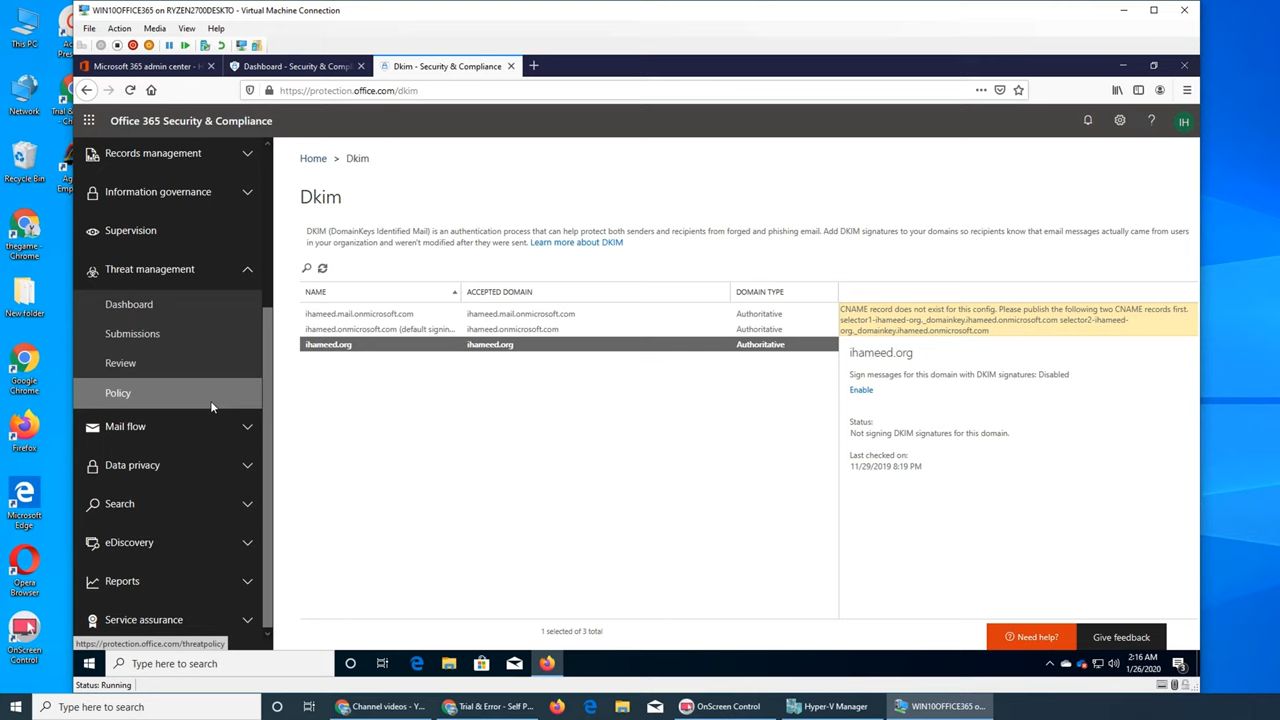 This PC
Network
Recycle Bin
thegame -
Chrome
New folder
Google
Chrome
Firefox
Microsoft
Edge
Opera
Browser
OnScreen
Control
WIN10OFFICE365 on RYZEN2700DESKTO - Virtual Machine Connection
File Action Media View Help
Microsoft 365 admin center - H
Dashboard - Security & Compl
Dkim - Security & Compliance
https://protection.office.com/dkim
Office 365 Security & Compliance
IH
Records management
Information governance
Supervision
Threat management
Dashboard
Submissions
Review
Policy
Mail flow
Data privacy
Search
eDiscovery
Reports
Service assurance
https://protection.office.com/threatpolicy
Home > Dkim
Dkim
DKIM (DomainKeys Identified Mail) is an authentication process that can help protect both senders and recipients from forged and phishing email. Add DKIM signatures to your domains so recipients know that email messages actually came from users
in your organization and weren't modified after they were sent. Learn more about DKIM
NAME ACCEPTED DOMAIN DOMAIN TYPE
ihameed.mail.onmicrosoft.com ihameed.mail.onmicrosoft.com Authoritative
ihameed.onmicrosoft.com (default signin... ihameed.onmicrosoft.com Authoritative
ihameed.org ihameed.org Authoritative
CNAME record does not exist for this config. Please publish the following two CNAME records first.
selector1-ihameed-org._domainkey.ihameed.onmicrosoft.com selector2-ihameed-
org._domainkey.ihameed.onmicrosoft.com
ihameed.org
Sign messages for this domain with DKIM signatures: Disabled
Enable
Status:
Not signing DKIM signatures for this domain.
Last checked on:
11/29/2019 8:19 PM
1 selected of 3 total
Need help?
Give feedback
Type here to search
2:16 AM
1/26/2020
3
Status: Running
Type here to search
Channel videos - Y...
Trial & Error - Self P...
OnScreen Control
Hyper-V Manager
WIN10OFFICE365 o...